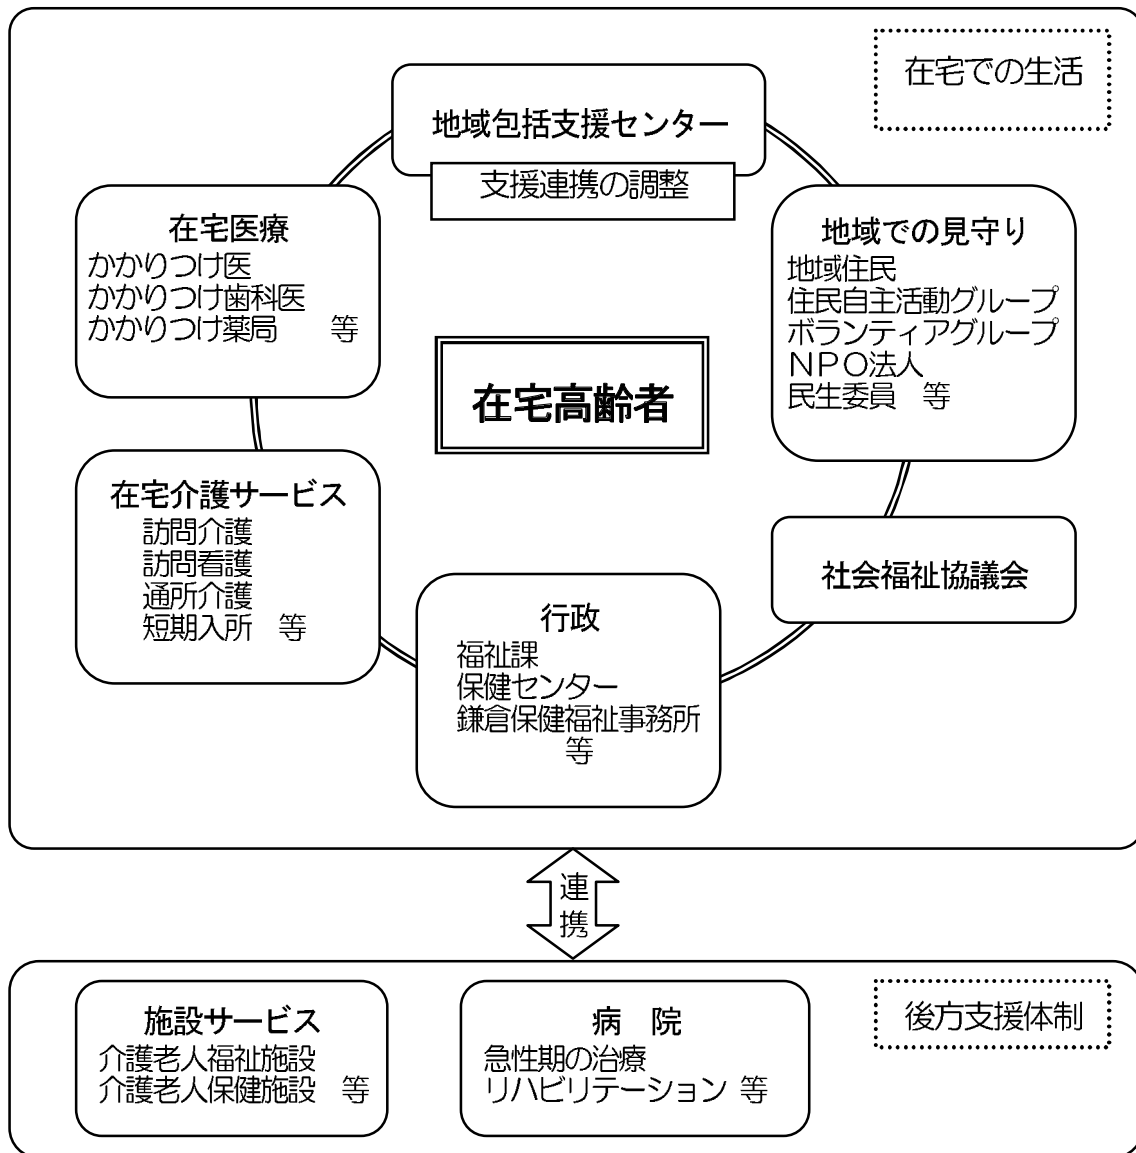 在宅での生活
地域包括支援センター
支援連携の調整
在宅医療
かかりつけ医
かかりつけ歯科医
かかりつけ薬局　等
地域での見守り
地域住民
住民自主活動グループ
ボランティアグループ
ＮＰＯ法人
民生委員　等
在宅高齢者
在宅介護サービス
訪問介護
訪問看護
通所介護
短期入所　等
社会福祉協議会
行政
福祉課
保健センター
鎌倉保健福祉事務所
等
連
携
後方支援体制
施設サービス
介護老人福祉施設
介護老人保健施設　等
病　院
急性期の治療
リハビリテーション 等